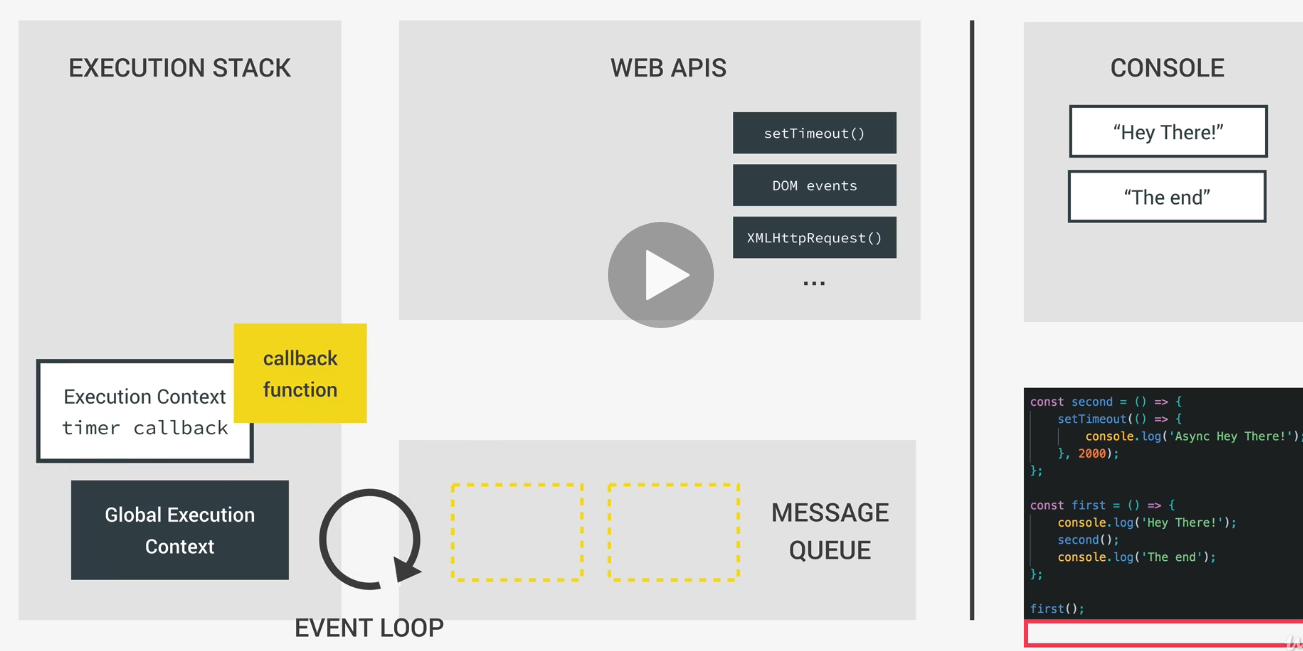 EXECUTION STACK
WEB APIS
CONSOLE
setTimeout()
DOM events
XMLHttpRequest()
...
“Hey There!”
“The end”
callback
function
Execution Context
timer callback
Global Execution
Context
EVENT LOOP
MESSAGE
QUEUE
const second = () => {
setTimeout(() => {
console.log('Async Hey There!');
}, 2000);
};
const first = () => {
console.log('Hey There!');
second();
console.log('The end');
};
first();